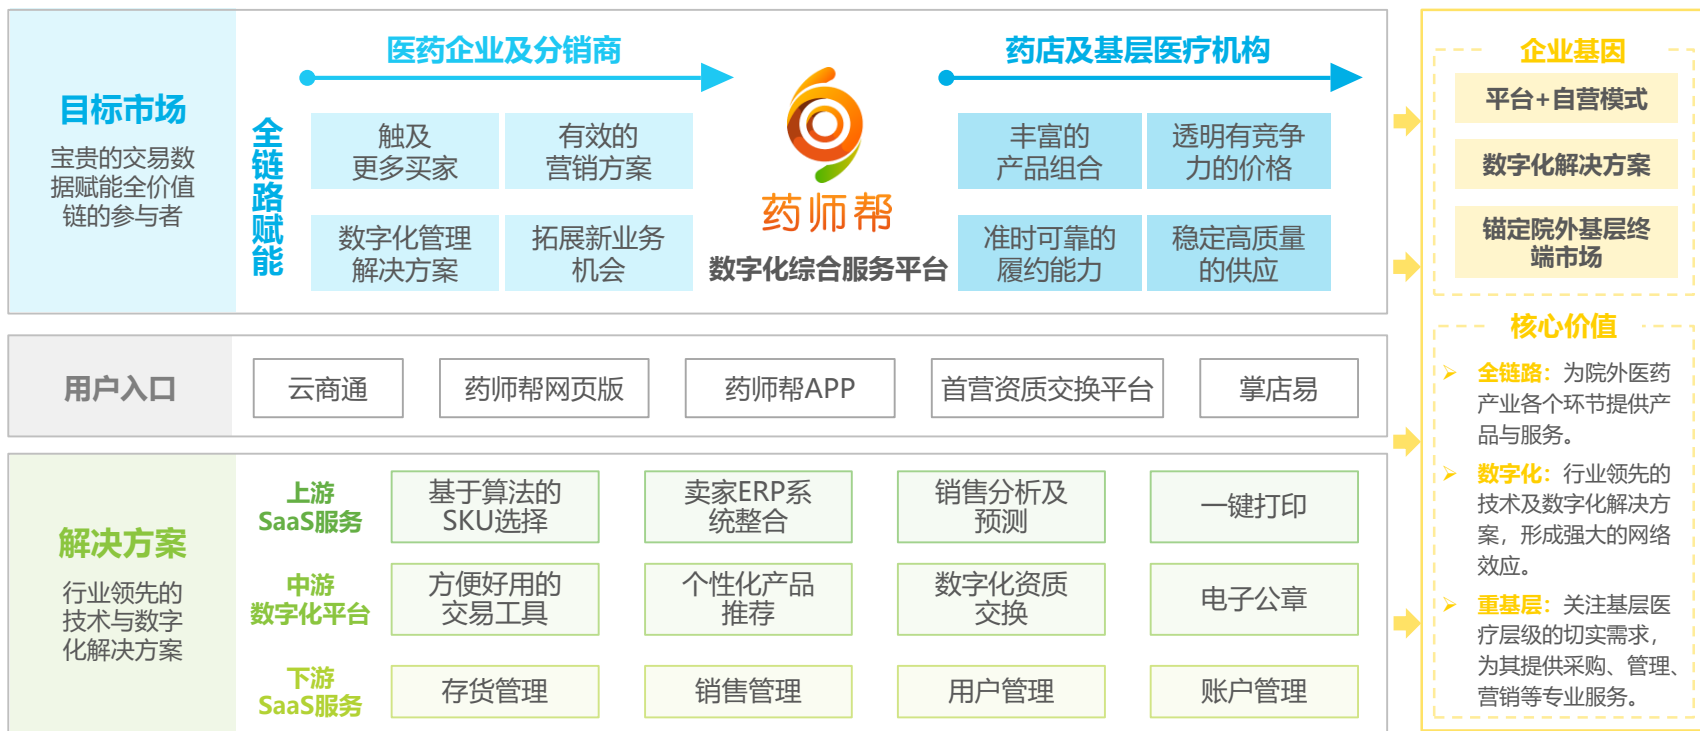 目标市场
宝贵的交易数
据赋能全价值
链的参与者
全链路赋能
医药企业及分销商
触及
更多买家
有效的
营销方案
数字化管理
解决方案
拓展新业务
机会
药师帮
数字化综合服务平台
药店及基层医疗机构
丰富的
产品组合
透明有竞争
力的价格
准时可靠的
履约能力
稳定高质量
的供应
用户入口
云商通
药师帮网页版
药师帮APP
首营资质交换平台
掌店易
解决方案
行业领先的
技术与数字
化解决方案
上游
SaaS服务
基于算法的
SKU选择
卖家ERP系
统整合
销售分析及
预测
一键打印
中游
数字化平台
方便好用的
交易工具
个性化产品
推荐
数字化资质
交换
电子公章
下游
SaaS服务
存货管理
销售管理
用户管理
账户管理
企业基因
平台+自营模式
数字化解决方案
锚定院外基层终
端市场
核心价值
全链路：为院外医药
产业各个环节提供产
品与服务。
数字化：行业领先的
技术及数字化解决方
案，形成强大的网络
效应。
重基层：关注基层医
疗层级的切实需求，
为其提供采购、管理、
营销等专业服务。